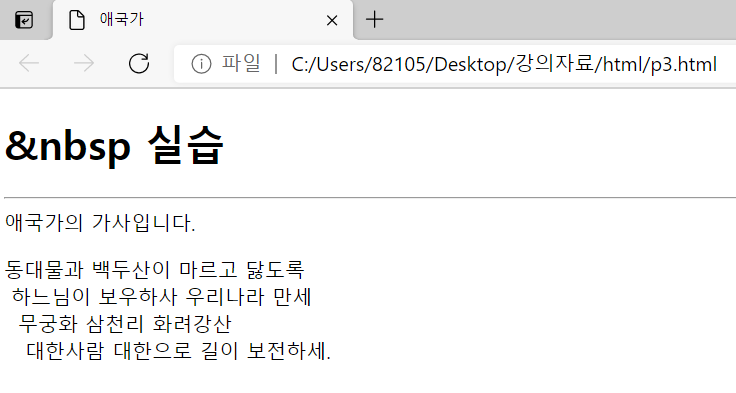 애국가
파일 | C:/Users/82105/Desktop/강의자료/html/p3.html
&nbsp 실습
애국가의 가사입니다.
동대물과 백두산이 마르고 닳도록
하느님이 보우하사 우리나라 만세
무궁화 삼천리 화려강산
대한사람 대한으로 길이 보전하세.